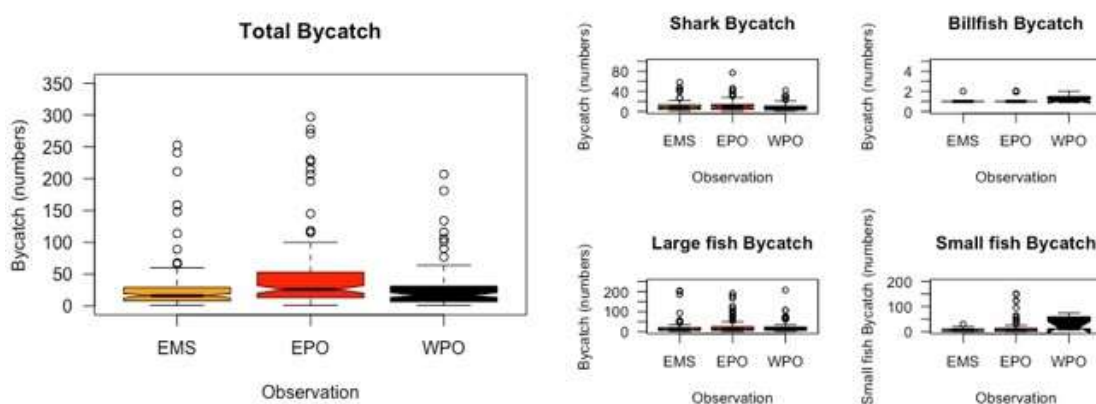 Total Bycatch
Bycatch (numbers)
350
300
250
200
150
100
50
0
EMS EPO WPO
Observation
Shark Bycatch
Bycatch (numbers)
80
40
0
EMS EPO WPO
Observation
Billfish Bycatch
Bycatch (numbers)
4
2
0
EMS EPO WPO
Observation
Large fish Bycatch
Bycatch (numbers)
200
100
0
EMS EPO WPO
Observation
Small fish Bycatch
Small fish Bycatch (numbers)
200
100
0
EMS EPO WPO
Observation